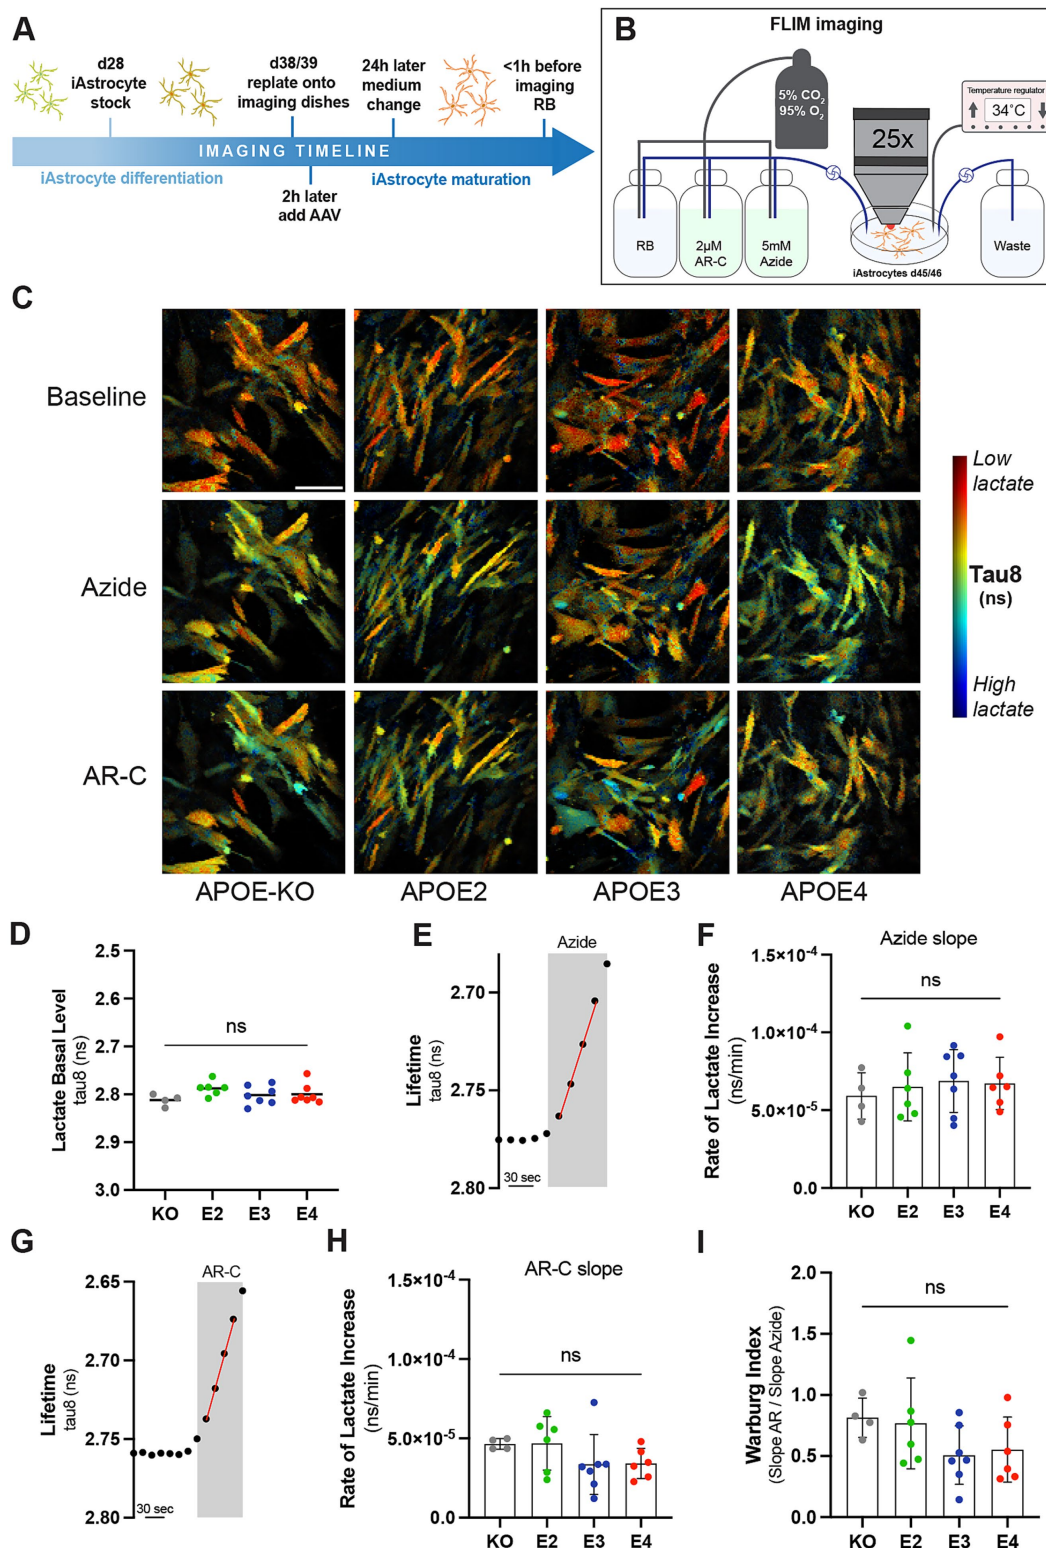 A
d28
iAstrocyte
stock
d38/39
replate onto
imaging dishes
24h later
medium
change
<1h before
imaging
RB
IMAGING TIMELINE
iAstrocyte differentiation
2h later
add AAV
iAstrocyte maturation
B
FLIM imaging
5% CO₂
95% O₂
25x
Temperature regulator
34°C
RB
2µM
AR-C
5mM
Azide
iAstrocytes d45/46
Waste
C
Baseline
Azide
AR-C
APOE-KO
APOE2
APOE3
APOE4
Low
lactate
Tau8
(ns)
High
lactate
D
Lactate Basal Level
tau8 (ns)
2.5
2.6
2.7
2.8
2.9
3.0
ns
KO
E2
E3
E4
E
Azide
Lifetime
tau8 (ns)
2.70
2.75
2.80
30 sec
F
Azide slope
Rate of Lactate Increase
(ns/min)
1.5×10⁻⁴
1.0×10⁻⁴
5.0×10⁻⁵
0.0
ns
KO
E2
E3
E4
G
AR-C
Lifetime
tau8 (ns)
2.65
2.70
2.75
2.80
30 sec
H
AR-C slope
Rate of Lactate Increase
(ns/min)
1.5×10⁻⁴
1.0×10⁻⁴
5.0×10⁻⁵
0.0
ns
KO
E2
E3
E4
I
Warburg Index
(Slope AR / Slope Azide)
2.0
1.5
1.0
0.5
0.0
ns
KO
E2
E3
E4